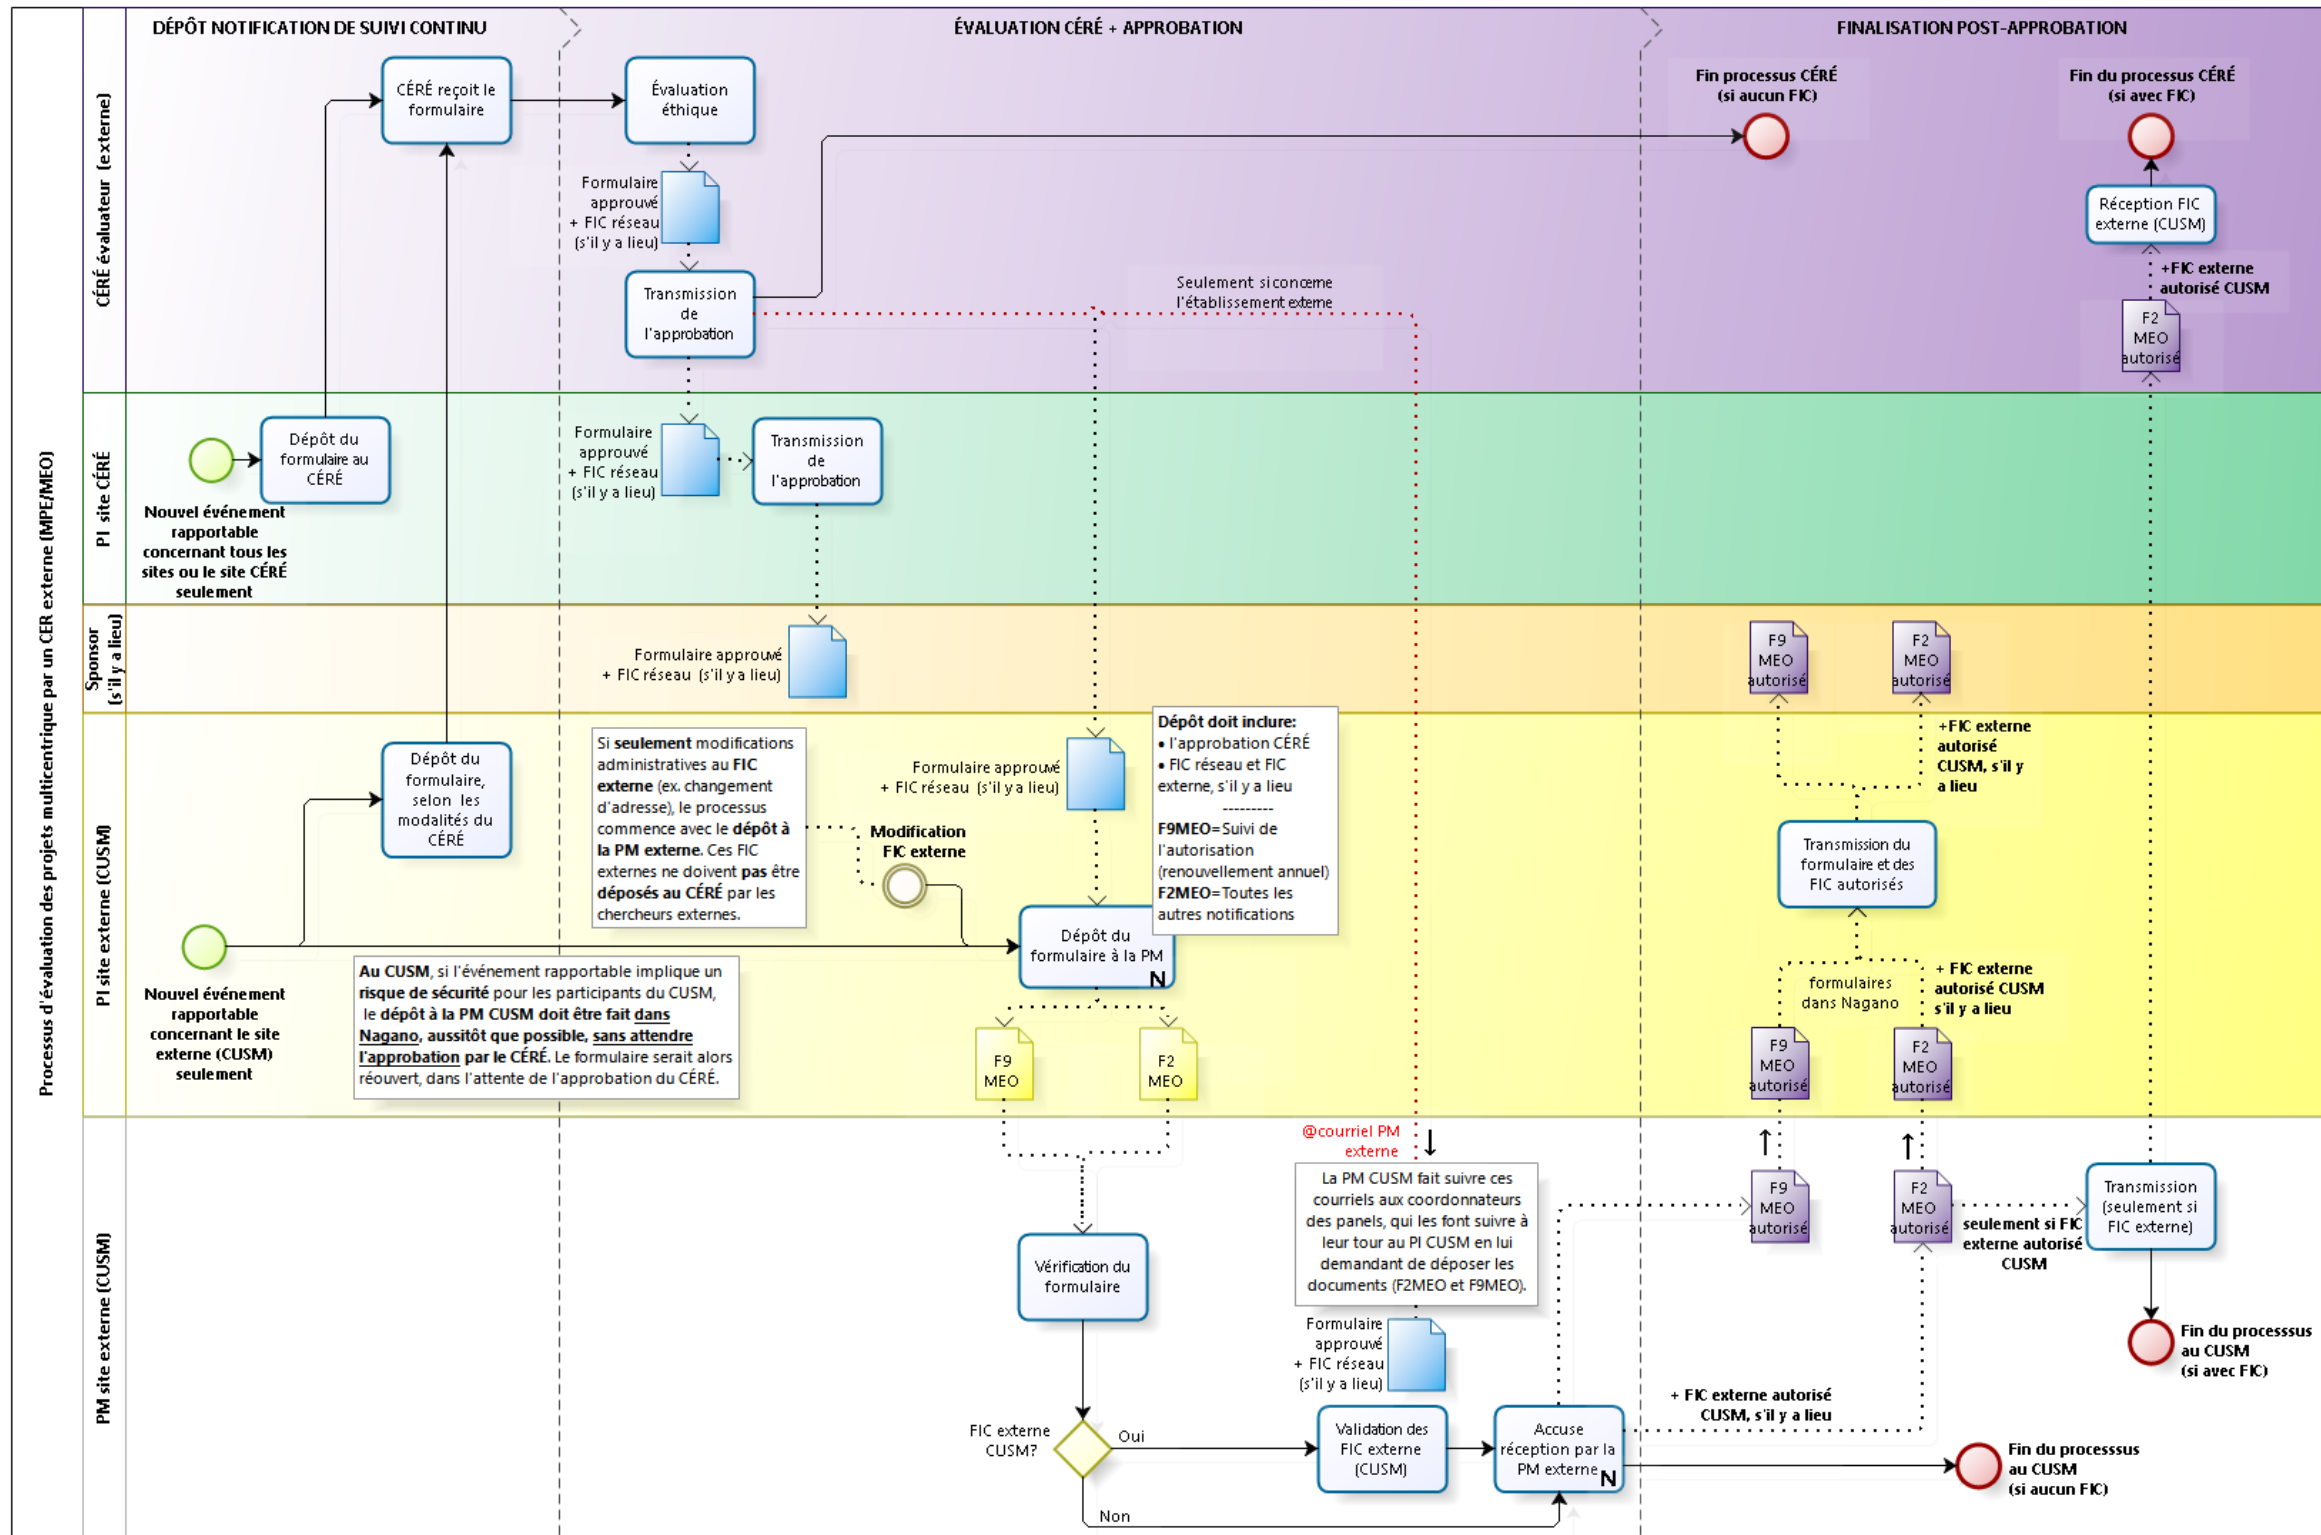 DÉPÔT NOTIFICATION DE SUIVI CONTINU
ÉVALUATION CÉRÉ + APPROBATION
FINALISATION POST-APPROBATION
Processus d'évaluation des projets multicentrique par un CER externe (MPE/MEO)
CÉRÉ évaluateur (externe)
CÉRÉ reçoit le
formulaire
Évaluation
éthique
Formulaire
approuvé
+ FIC réseau
(s'il y a lieu)
Transmission
de
l'approbation
Seulement si concerne
l'établissement externe
Fin processus CÉRÉ
(si aucun FIC)
Fin du processus CÉRÉ
(si avec FIC)
Réception FIC
externe (CUSM)
+FIC externe
autorisé CUSM
F2
MEO
autorisé
PI site CÉRÉ
Dépôt du
formulaire au
CÉRÉ
Nouvel événement
rapportable
concernant tous les
sites ou le site CÉRÉ
seulement
Formulaire
approuvé
+ FIC réseau
(s'il y a lieu)
Transmission
de
l'approbation
Sponsor
(s'il y a lieu)
Formulaire approuvé
+ FIC réseau (s'il y a lieu)
F9
MEO
autorisé
F2
MEO
autorisé
PI site externe (CUSM)
Dépôt du
formulaire,
selon les
modalités du
CÉRÉ
Nouvel événement
rapportable
concernant le site
externe (CUSM)
seulement
Si seulement modifications
administratives au FIC
externe (ex. changement
d'adresse), le processus
commence avec le dépôt à
la PM externe. Ces FIC
externes ne doivent pas être
déposés au CÉRÉ par les
chercheurs externes.
Modification
FIC externe
Formulaire approuvé
+ FIC réseau (s'il y a lieu)
Dépôt doit inclure:
• l'approbation CÉRÉ
• FIC réseau et FIC
externe, s'il y a lieu
---------
F9MEO=Suivi de
l'autorisation
(renouvellement annuel)
F2MEO=Toutes les
autres notifications
Dépôt du
formulaire à la PM
N
Au CUSM, si l'événement rapportable implique un
risque de sécurité pour les participants du CUSM,
le dépôt à la PM CUSM doit être fait dans
Nagano, aussitôt que possible, sans attendre
l'approbation par le CÉRÉ. Le formulaire serait alors
réouvert, dans l'attente de l'approbation du CÉRÉ.
F9
MEO
F2
MEO
+FIC externe
autorisé
CUSM, s'il y
a lieu
Transmission du
formulaire et des
FIC autorisés
formulaires
dans Nagano
+ FIC externe
autorisé CUSM
s'il y a lieu
F9
MEO
autorisé
F2
MEO
autorisé
PM site externe (CUSM)
@courriel PM
externe
La PM CUSM fait suivre ces
courriels aux coordonnateurs
des panels, qui les font suivre à
leur tour au PI CUSM en lui
demandant de déposer les
documents (F2MEO et F9MEO).
Formulaire
approuvé
+ FIC réseau
(s'il y a lieu)
Vérification du
formulaire
FIC externe
CUSM?
Oui
Non
Validation des
FIC externe
(CUSM)
Accuse
réception par la
PM externe
N
F9
MEO
autorisé
F2
MEO
autorisé
seulement si FIC
externe autorisé
CUSM
Transmission
(seulement si
FIC externe)
Fin du processsus
au CUSM
(si avec FIC)
+ FIC externe autorisé
CUSM, s'il y a lieu
Fin du processsus
au CUSM
(si aucun FIC)